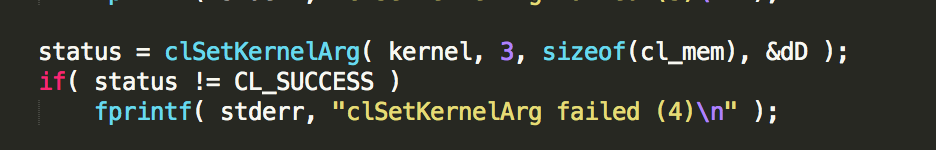 status = clSetKernelArg( kernel, 3, sizeof(cl_mem), &dD );
if( status != CL_SUCCESS )
fprintf( stderr, "clSetKernelArg failed (4)\n" );